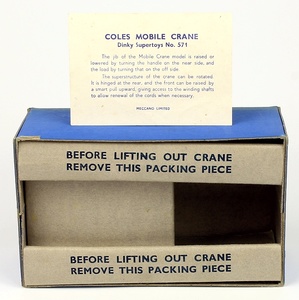 COLES MOBILE CRANE
Dinky Supertoys No. 571
The jib of the Mobile Crane model is raised or
lowered by turning the handle on the near side, and
the load by turning that on the off side.
The superstructure of the crane can be rotated.
It is hinged at the rear, and the front can be raised by
a smart pull upward, giving access to the winding shafts
to allow renewal of the cords when necessary.
MECCANO LIMITED
BEFORE LIFTING OUT CRANE
REMOVE THIS PACKING PIECE
BEFORE LIFTING OUT CRANE
REMOVE THIS PACKING PIECE